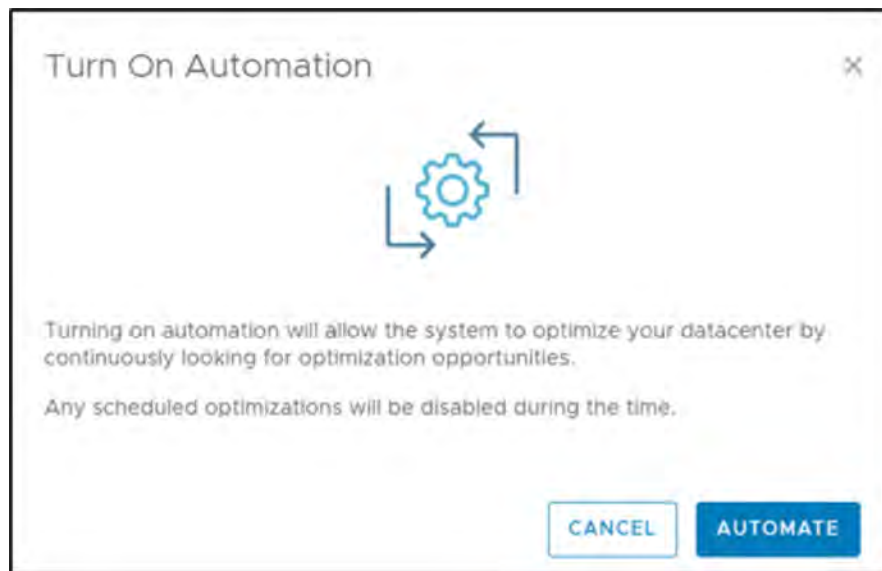 Turn On Automation
Turning on automation will allow the system to optimize your datacenter by
continuously looking for optimization opportunities.
Any scheduled optimizations will be disabled during the time.
CANCEL
AUTOMATE